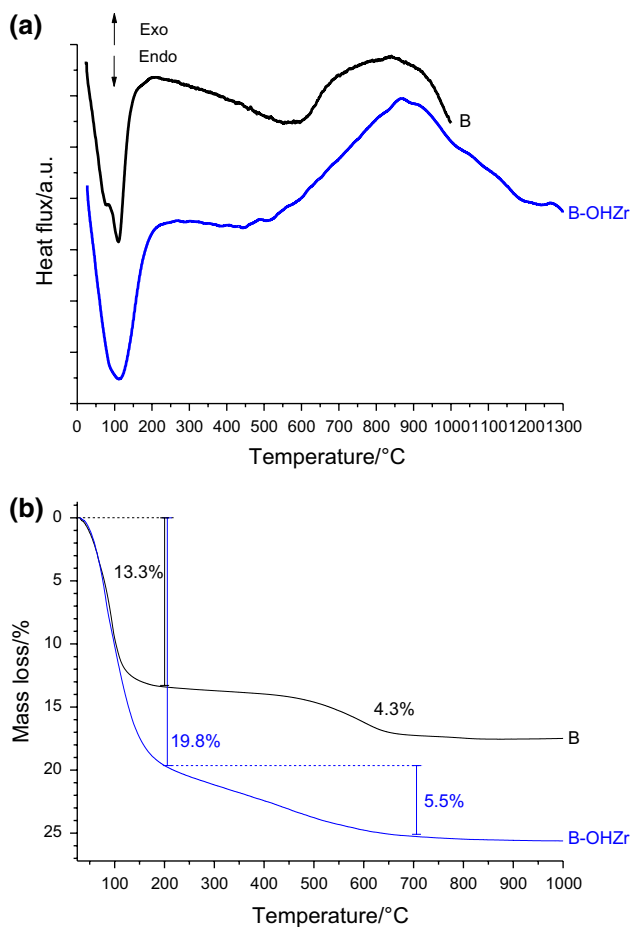 (a)
Exo
Endo
B
B-OHZr
Heat flux/a.u.
0 100 200 300 400 500 600 700 800 900 1000 1100 1200 1300
Temperature/°C
(b)
0
5
10
15
20
25
13.3%
4.3%
19.8%
5.5%
B
B-OHZr
Mass loss/%
100 200 300 400 500 600 700 800 900 1000
Temperature/°C